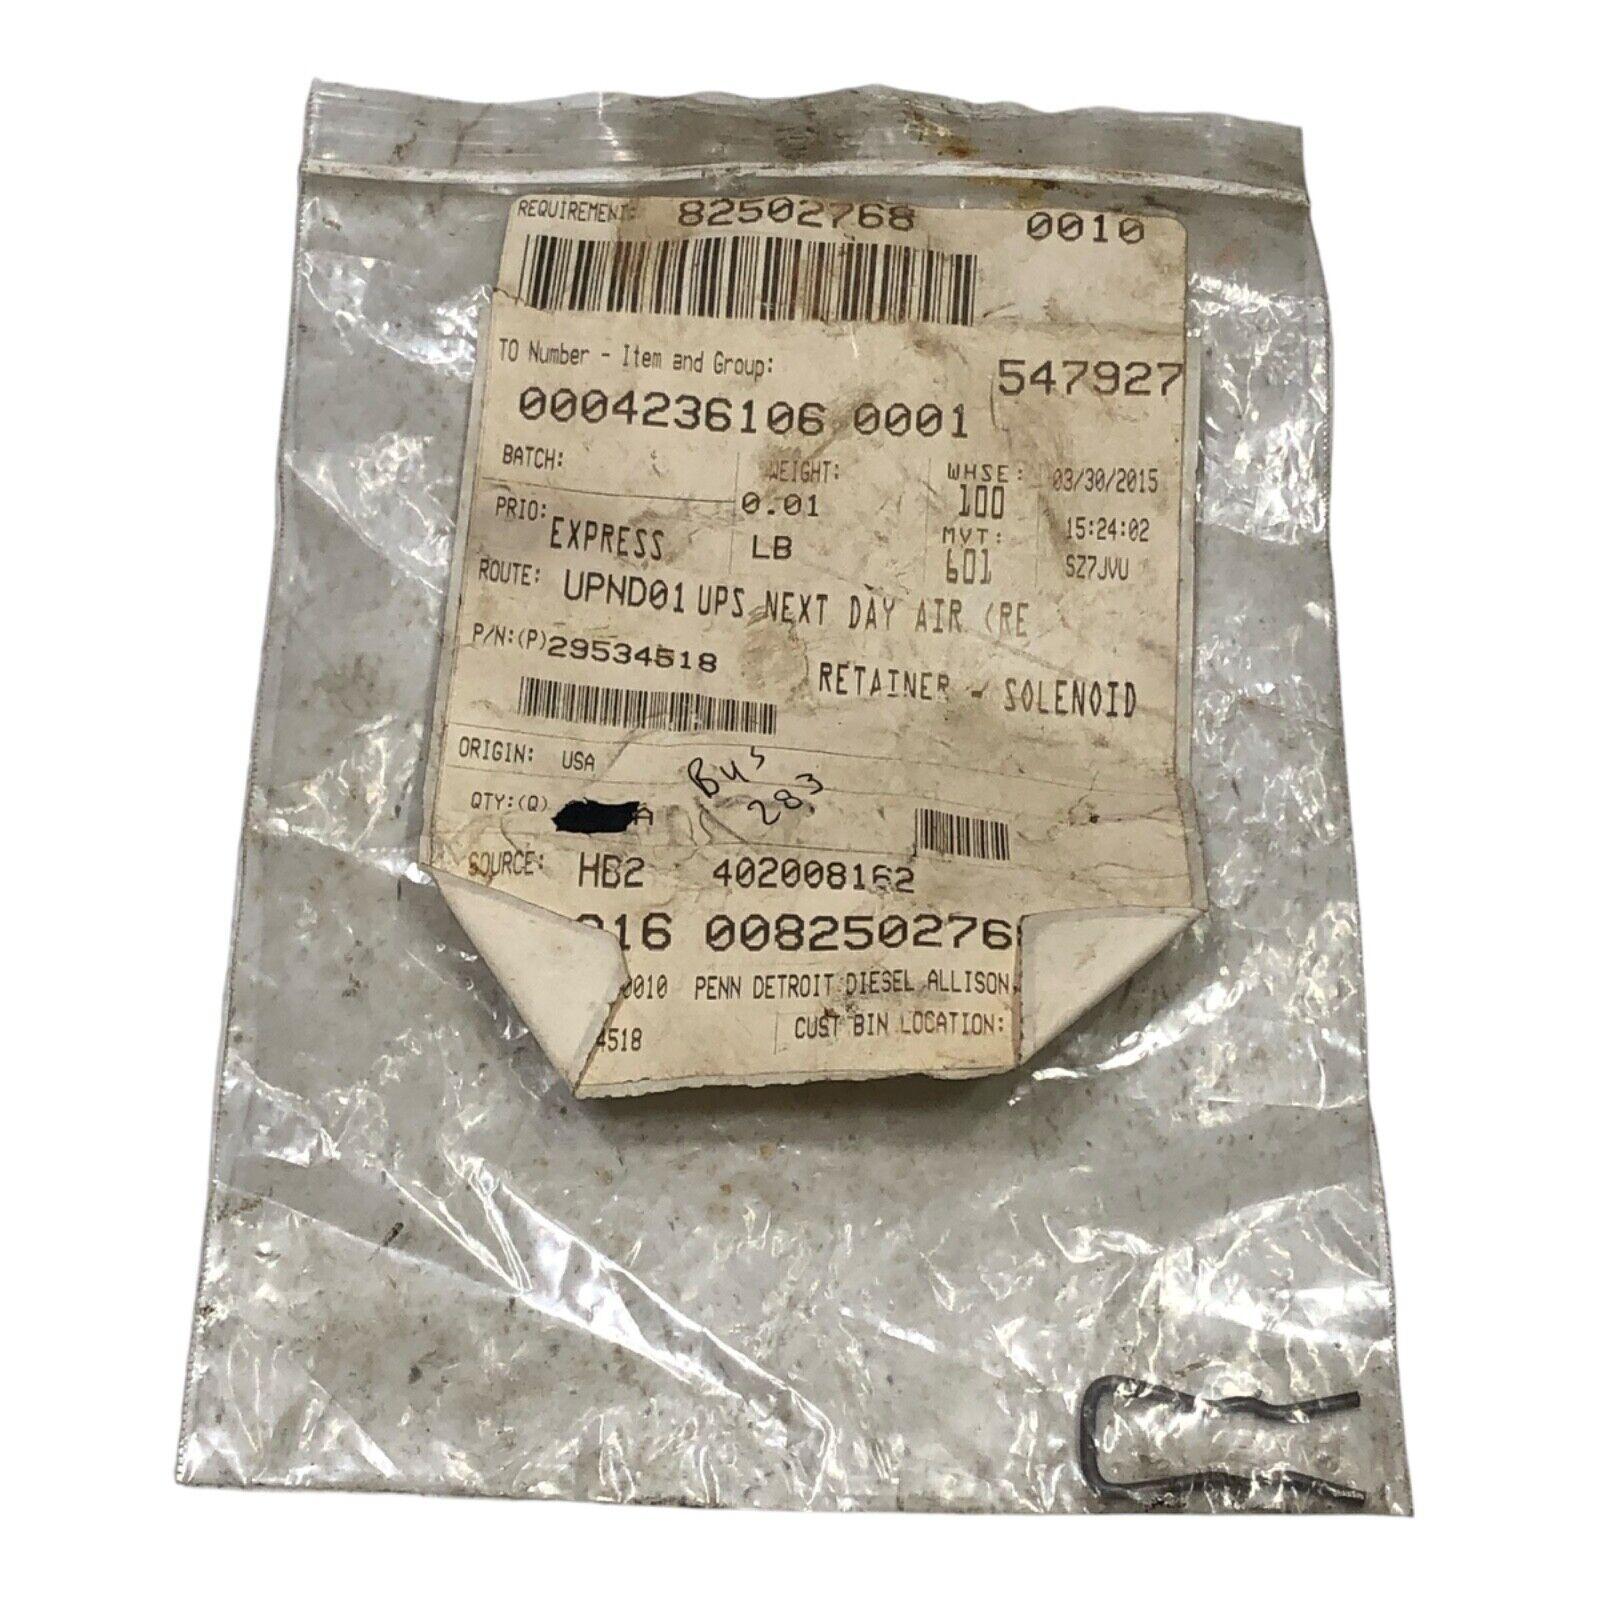 REQUIREMENT: 82502768 0010
TO Number - Item and Group: 547927
0004236106 0001
BATCH: WEIGHT: WHSE: 03/30/2015
0.01 100
PRIO: EXPRESS LB MVT: 15:24:02
601 SZ7JVU
ROUTE: UPND01 UPS NEXT DAY AIR (RE
P/N:(P) 29534518 RETAINER - SOLENOID
ORIGIN: USA
Bus
283
QTY:(Q) A
SOURCE: HB2 402008162
016 0082502768
0010 PENN DETROIT DIESEL ALLISON,
4518 CUST BIN LOCATION: